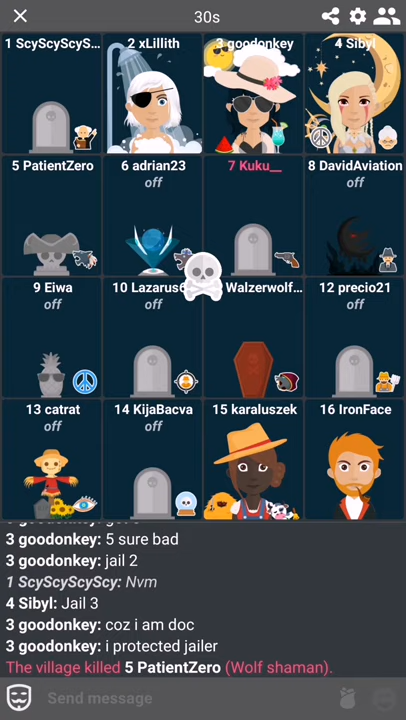 30s
1 ScyScyScyS...
2 xLillith
3 goodonkey
4 Sibyl
5 PatientZero
6 adrian23
off
7 Kuku__
8 DavidAviation
off
9 Eiwa
off
10 Lazarus
off
Walzerwolf...
12 precio21
off
13 catrat
off
14 KijaBacva
off
15 karaluszek
16 IronFace
3 goodonkey: 5 sure bad
3 goodonkey: jail 2
1 ScyScyScyScy: Nvm
4 Sibyl: Jail 3
3 goodonkey: coz i am doc
3 goodonkey: i protected jailer
The village killed 5 PatientZero (Wolf shaman).
Send message